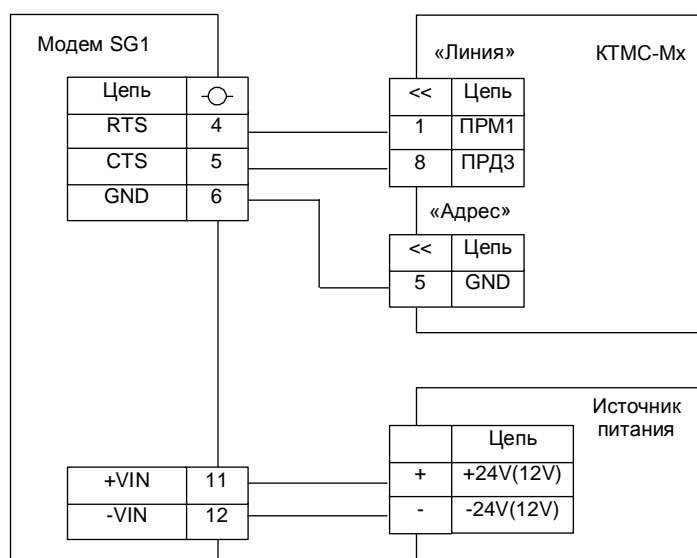 Модем SG1
Цепь
RTS 4
CTS 5
GND 6
+VIN 11
-VIN 12
«Линия» КТМС-Мх
<< Цепь
1 ПРМ1
8 ПРД3
«Адрес»
<< Цепь
5 GND
Источник
питания
Цепь
+ +24V(12V)
- -24V(12V)